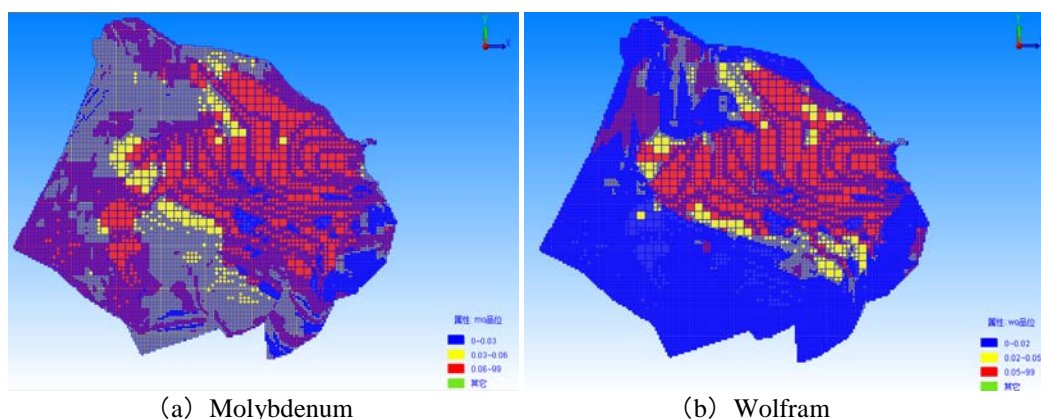 属性: mo品位
0~0.03
0.03~0.06
0.06~99
其它
属性: wo品位
0~0.02
0.02~0.05
0.05~99
其它
（a）Molybdenum
（b）Wolfram